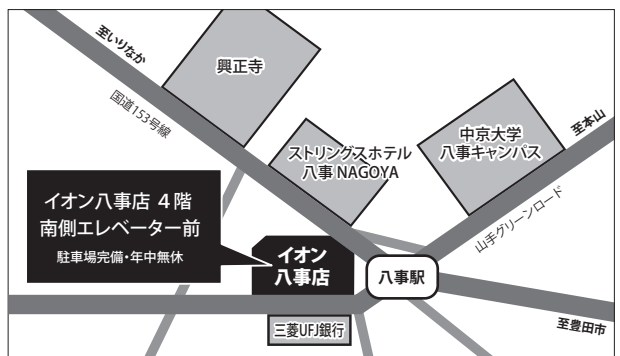 至いりなか
国道153号線
興正寺
ストリングスホテル
八事 NAGOYA
中京大学
八事キャンパス
至本山
山手グリーンロード
イオン八事店 4階
南側エレベーター前
駐車場完備・年中無休
イオン
八事店
八事駅
三菱UFJ銀行
至豊田市